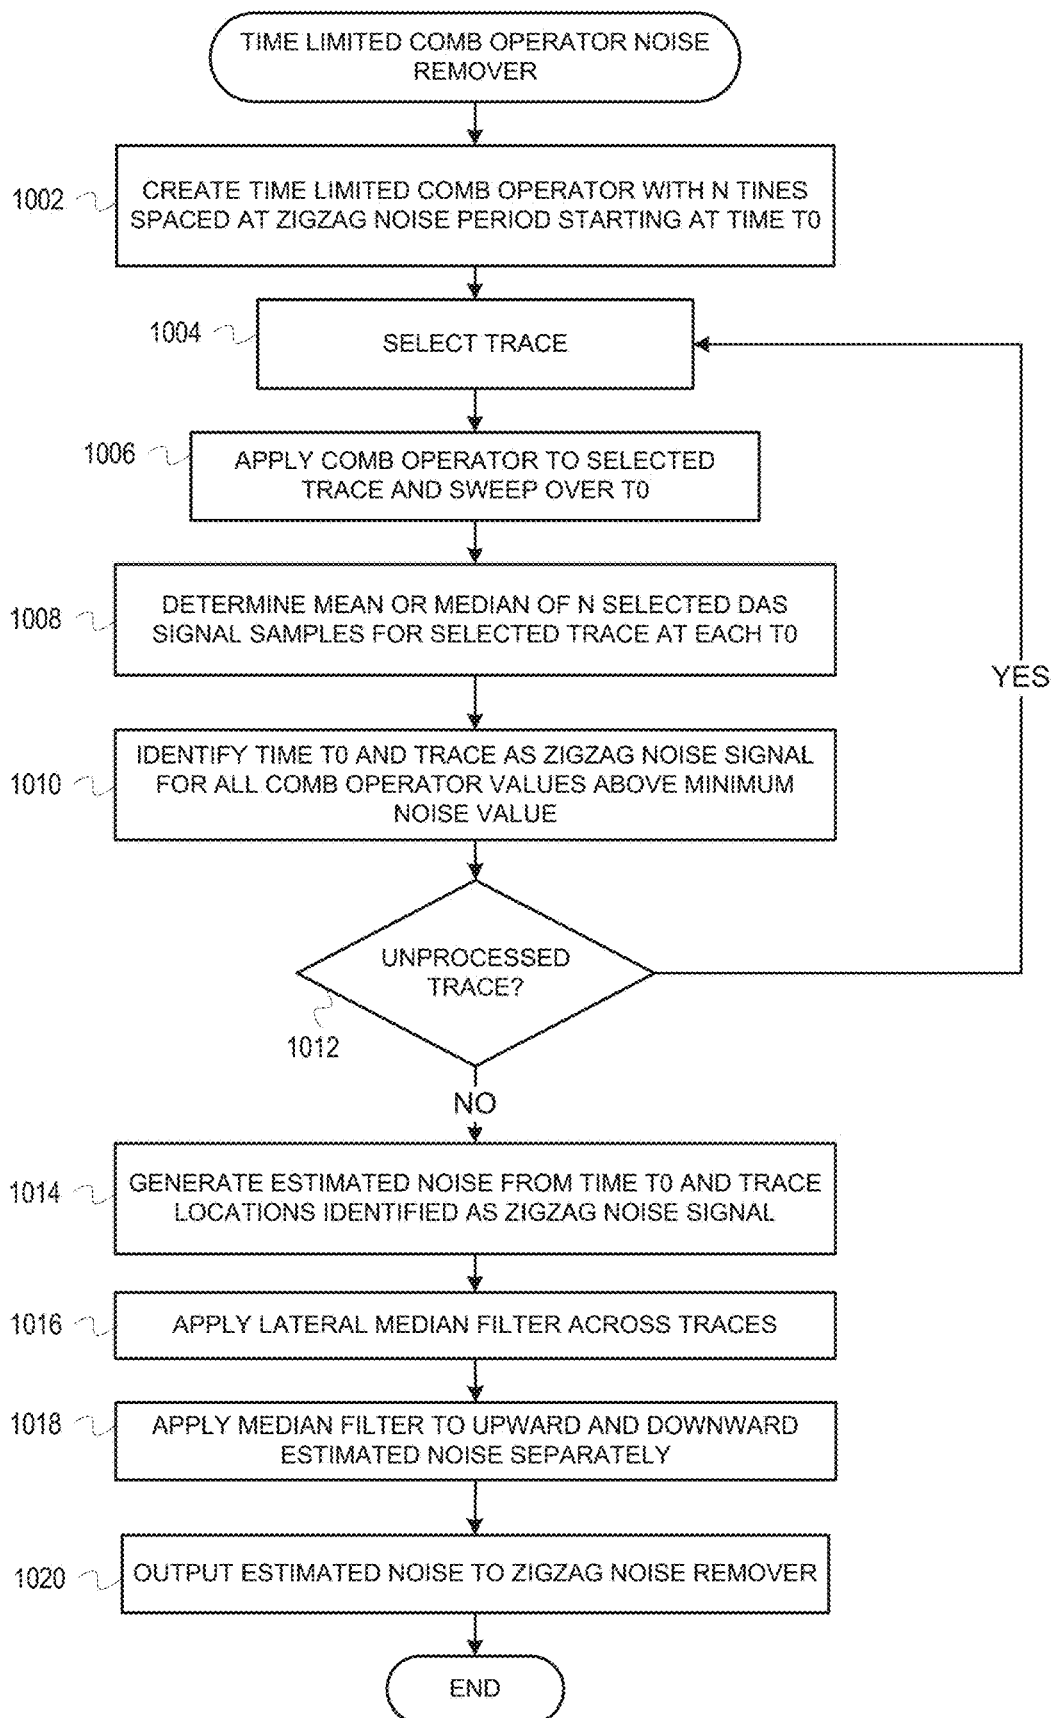 TIME LIMITED COMB OPERATOR NOISE
REMOVER
1002
CREATE TIME LIMITED COMB OPERATOR WITH N TINES
SPACED AT ZIGZAG NOISE PERIOD STARTING AT TIME T0
1004
SELECT TRACE
1006
APPLY COMB OPERATOR TO SELECTED
TRACE AND SWEEP OVER T0
1008
DETERMINE MEAN OR MEDIAN OF N SELECTED DAS
SIGNAL SAMPLES FOR SELECTED TRACE AT EACH T0
YES
1010
IDENTIFY TIME T0 AND TRACE AS ZIGZAG NOISE SIGNAL
FOR ALL COMB OPERATOR VALUES ABOVE MINIMUM
NOISE VALUE
UNPROCESSED
TRACE?
1012
NO
1014
GENERATE ESTIMATED NOISE FROM TIME T0 AND TRACE
LOCATIONS IDENTIFIED AS ZIGZAG NOISE SIGNAL
1016
APPLY LATERAL MEDIAN FILTER ACROSS TRACES
1018
APPLY MEDIAN FILTER TO UPWARD AND DOWNWARD
ESTIMATED NOISE SEPARATELY
1020
OUTPUT ESTIMATED NOISE TO ZIGZAG NOISE REMOVER
END